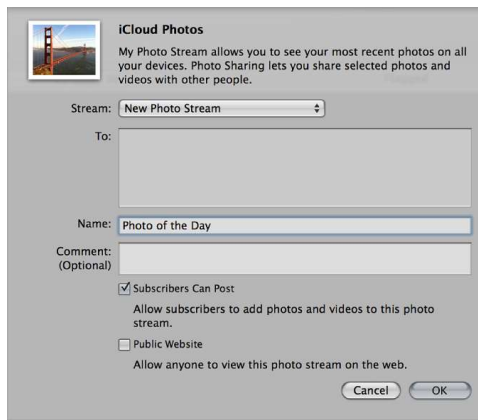 iCloud Photos
My Photo Stream allows you to see your most recent photos on all
your devices. Photo Sharing lets you share selected photos and
videos with other people.
Stream: New Photo Stream
To:
Name: Photo of the Day
Comment:
(Optional)
Subscribers Can Post
Allow subscribers to add photos and videos to this photo
stream.
Public Website
Allow anyone to view this photo stream on the web.
Cancel OK